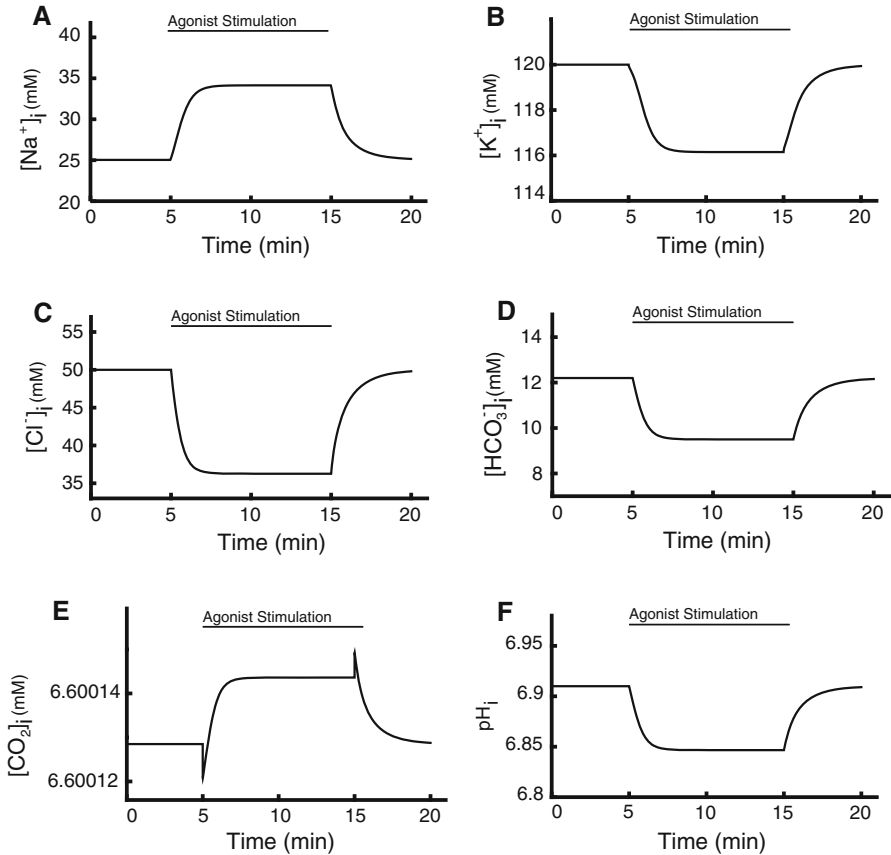 A
Agonist Stimulation
[Na⁺]i (mM)
40
35
33
25
20
0 5 10 15 20
Time (min)
B
Agonist Stimulation
[K⁺]i (mM)
120
118
116
114
0 5 10 15 20
Time (min)
C
Agonist Stimulation
[Cl⁻]i (mM)
55
50
45
40
35
0 5 10 15 20
Time (min)
D
Agonist Stimulation
[HCO₃⁻]i (mM)
14
12
10
8
0 5 10 15 20
Time (min)
E
Agonist Stimulation
[CO₂]i (mM)
6.60014
6.60012
0 5 10 15 20
Time (min)
F
Agonist Stimulation
pHi
6.95
6.9
6.85
6.8
0 5 10 15 20
Time (min)